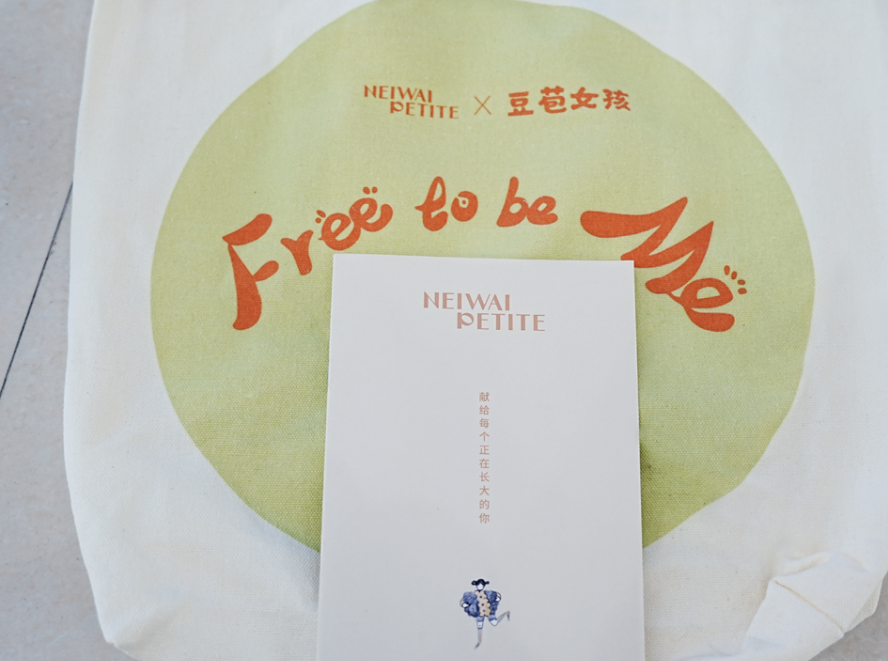 NEIWAI
PETITE × 豆苞女孩
Free to be Me
NEIWAI
PETITE
献给每个正在长大的你